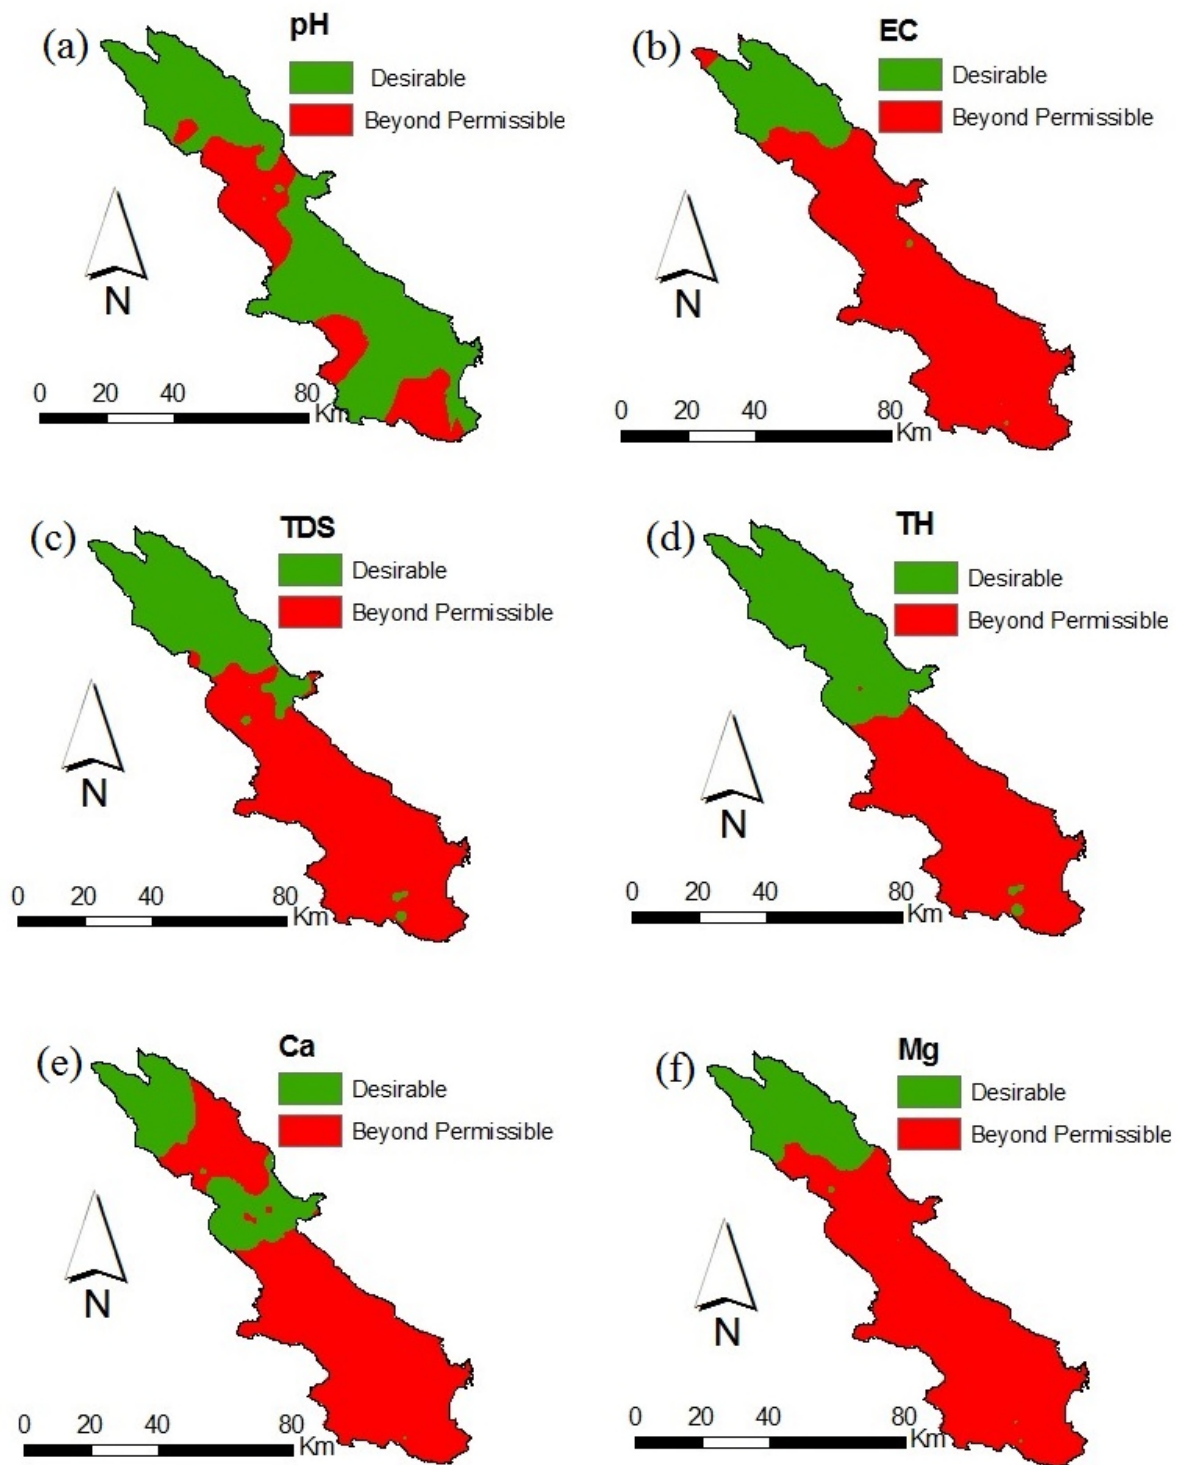 (a)
pH
Desirable
Beyond Permissible
N
0 20 40 80
Km
(b)
EC
Desirable
Beyond Permissible
N
0 20 40 80
Km
(c)
TDS
Desirable
Beyond Permissible
N
0 20 40 80
Km
(d)
TH
Desirable
Beyond Permissible
N
0 20 40 80
Km
(e)
Ca
Desirable
Beyond Permissible
N
0 20 40 80
Km
(f)
Mg
Desirable
Beyond Permissible
N
0 20 40 80
Km